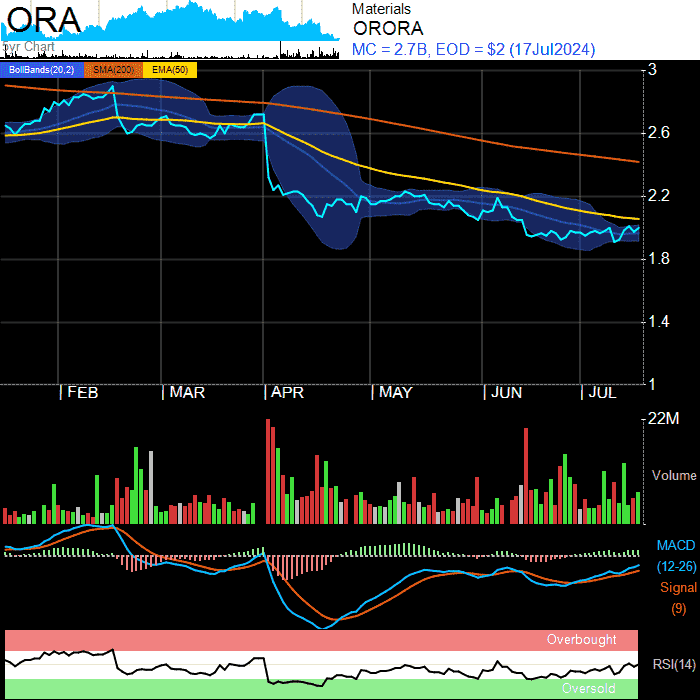 ORA
5yr Chart
Materials
ORORA
MC = 2.7B, EOD = $2 (17Jul2024)
BollBands(20,2) SMA(200) EMA(50)
3
2.6
2.2
1.8
1.4
1
FEB MAR APR MAY JUN JUL
22M
Volume
MACD
(12-26)
Signal
(9)
Overbought
RSI(14)
Oversold